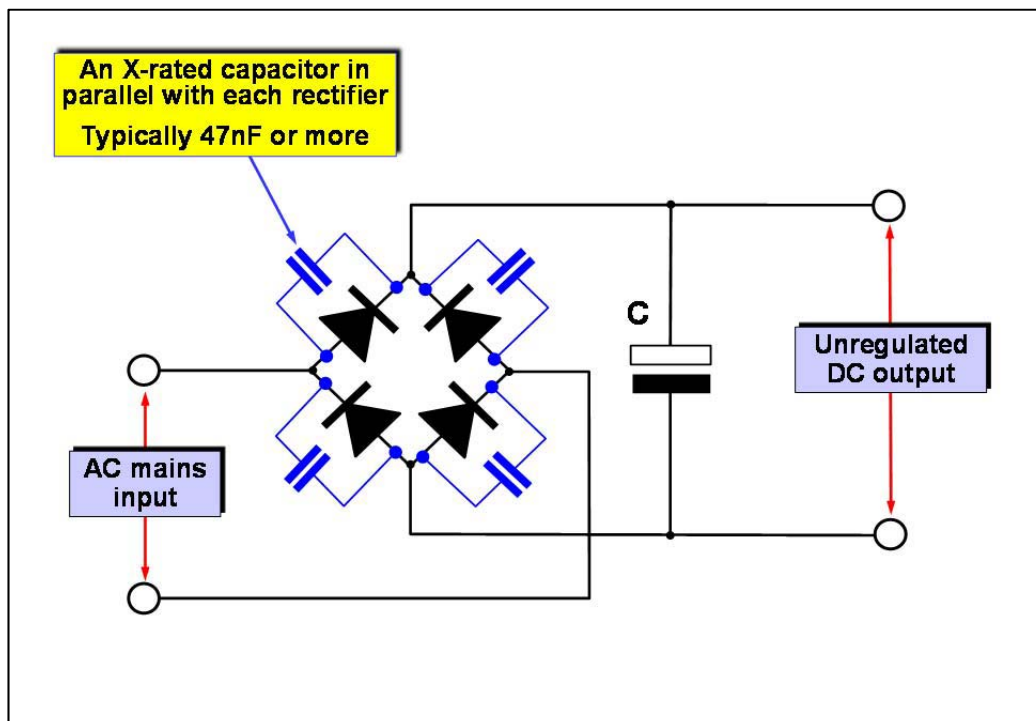 An X-rated capacitor in
parallel with each rectifier
Typically 47nF or more
C
Unregulated
DC output
AC mains
input